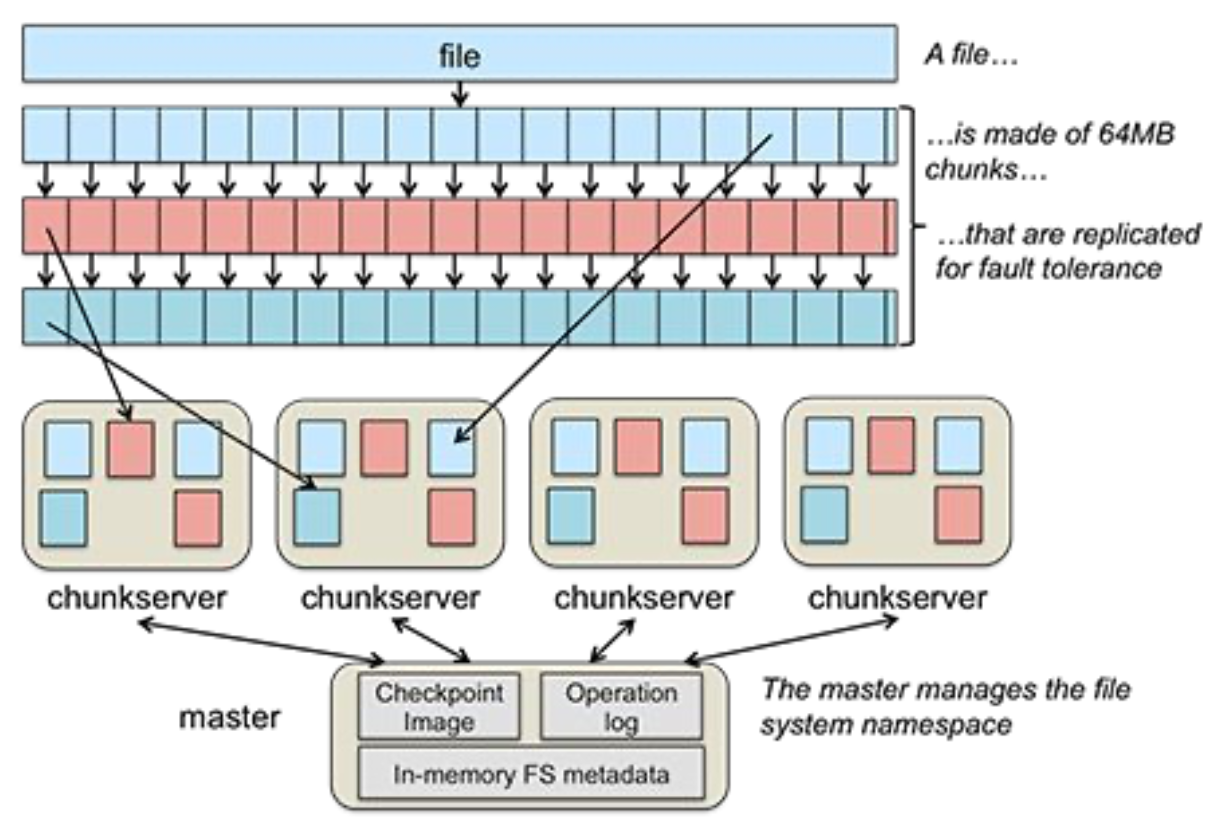 file
A file…
…is made of 64MB
chunks…
…that are replicated
for fault tolerance
chunkserver
chunkserver
chunkserver
chunkserver
master
Checkpoint
Image
Operation
log
In-memory FS metadata
The master manages the file
system namespace